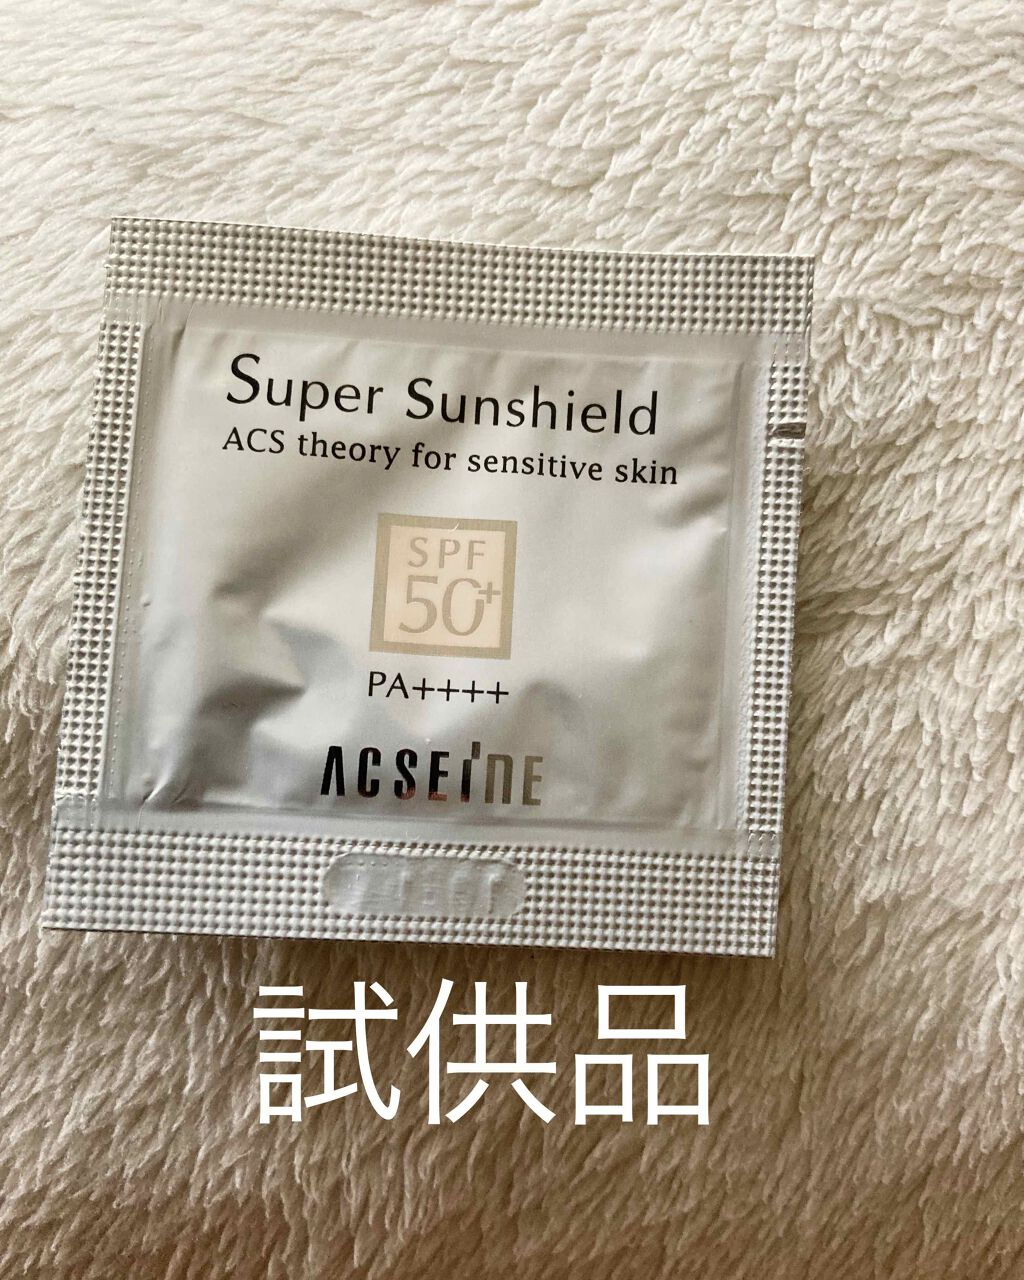 Super Sunshield
ACS theory for sensitive skin
SPF
50+
PA++++
ACSEINE
試供品